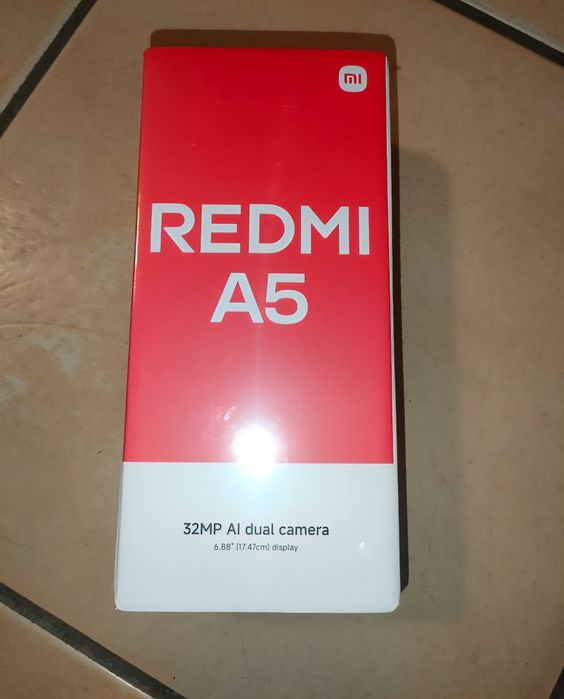 mi
REDMI
A5
32MP AI dual camera
6.88" (17.47cm) display